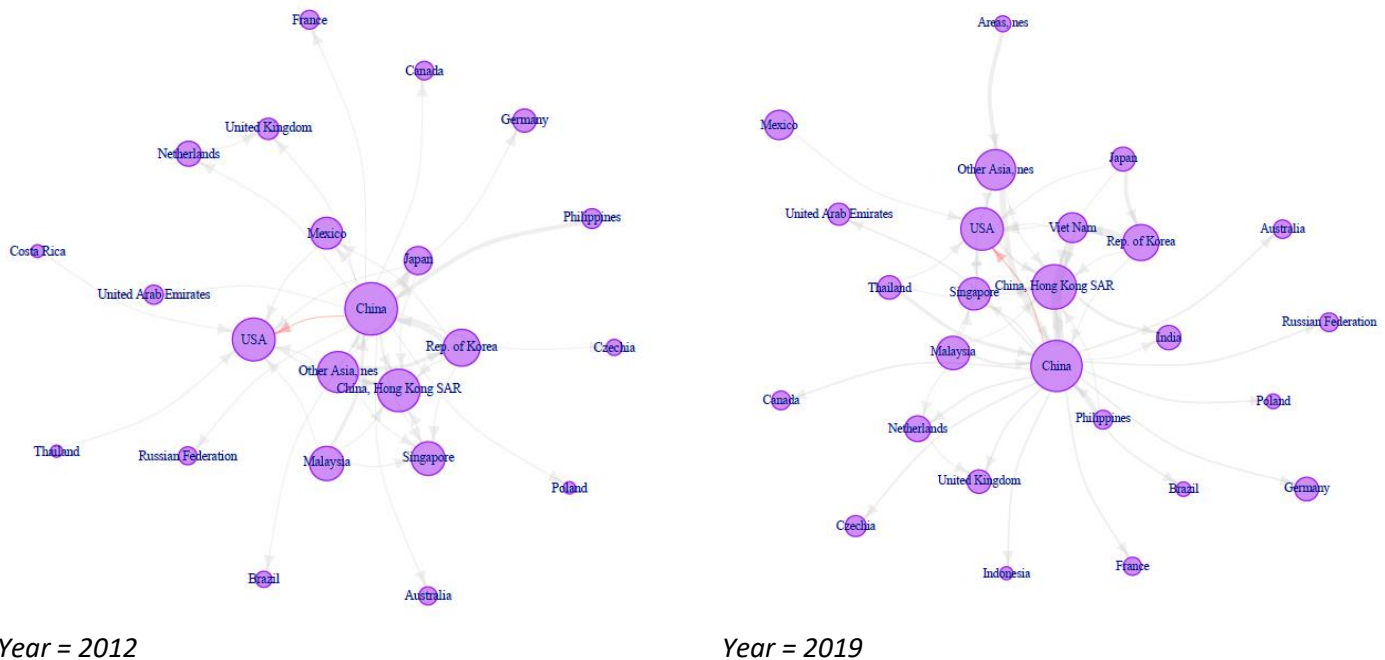 France
Canada
United Kingdom
Germany
Netherlands
Philippines
Mexico
Costa Rica
Japan
United Arab Emirates
China
USA
Rep. of Korea
Czechia
Other Asia, nes
China, Hong Kong SAR
Thailand
Russian Federation
Malaysia
Singapore
Poland
Brazil
Australia
Year = 2012
Areas, nes
Mexico
Japan
Other Asia, nes
United Arab Emirates
USA
Viet Nam
Rep. of Korea
Australia
Thailand
Singapore
China, Hong Kong SAR
Russian Federation
India
Malaysia
China
Canada
Poland
Philippines
Netherlands
United Kingdom
Brazil
Germany
Czechia
Indonesia
France
Year = 2019